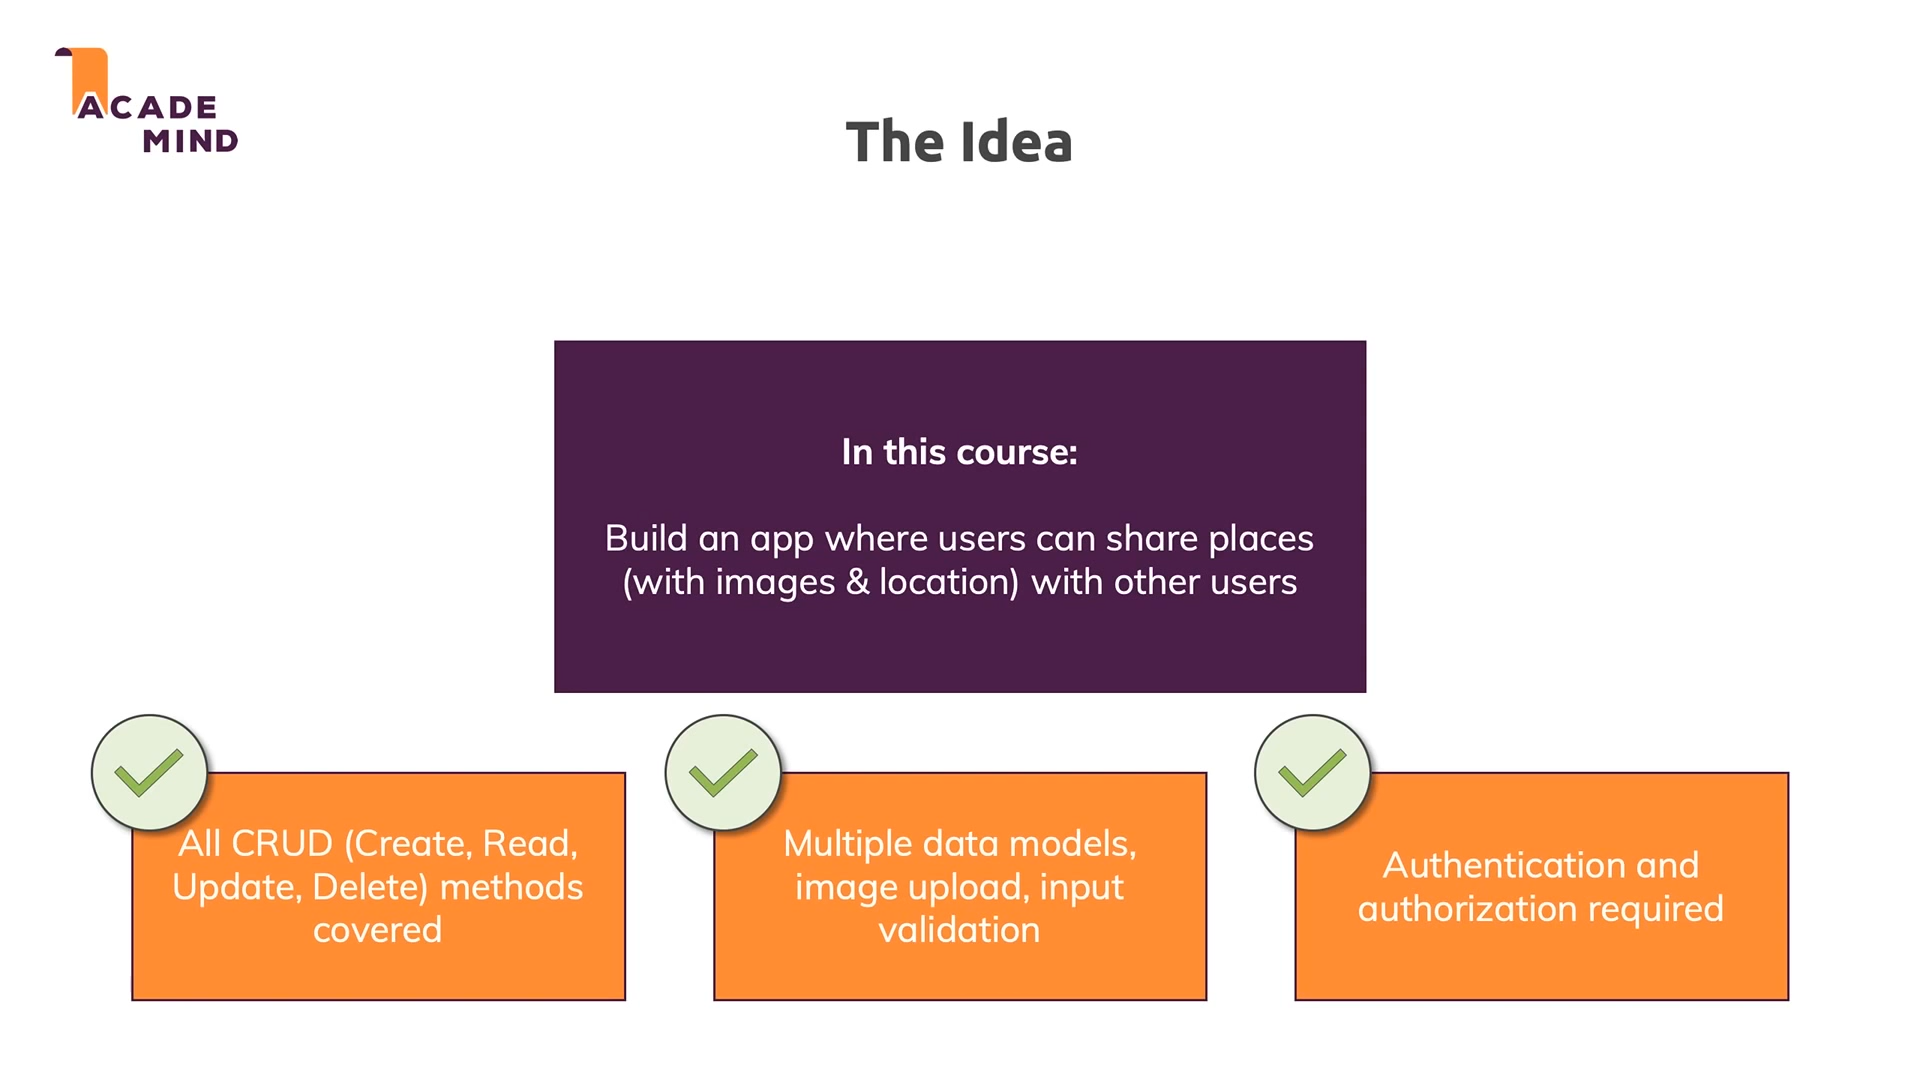 ACADE
MIND
The Idea
In this course:
Build an app where users can share places
(with images & location) with other users
All CRUD (Create, Read,
Update, Delete) methods
covered
Multiple data models,
image upload, input
validation
Authentication and
authorization required